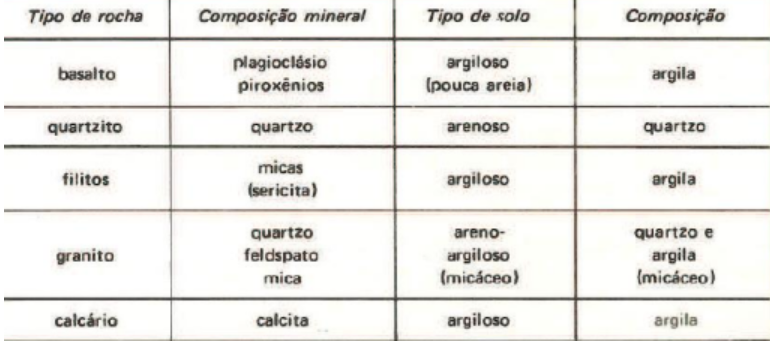 Tipo de rocha Composição mineral Tipo de solo Composição
basalto plagioclásio piroxênios argiloso (pouca areia) argila
quartzito quartzo arenoso quartzo
filitos micas (sericita) argiloso argila
granito quartzo feldspato mica areno-argiloso (micáceo) quartzo e argila (micáceo)
calcário calcita argiloso argila